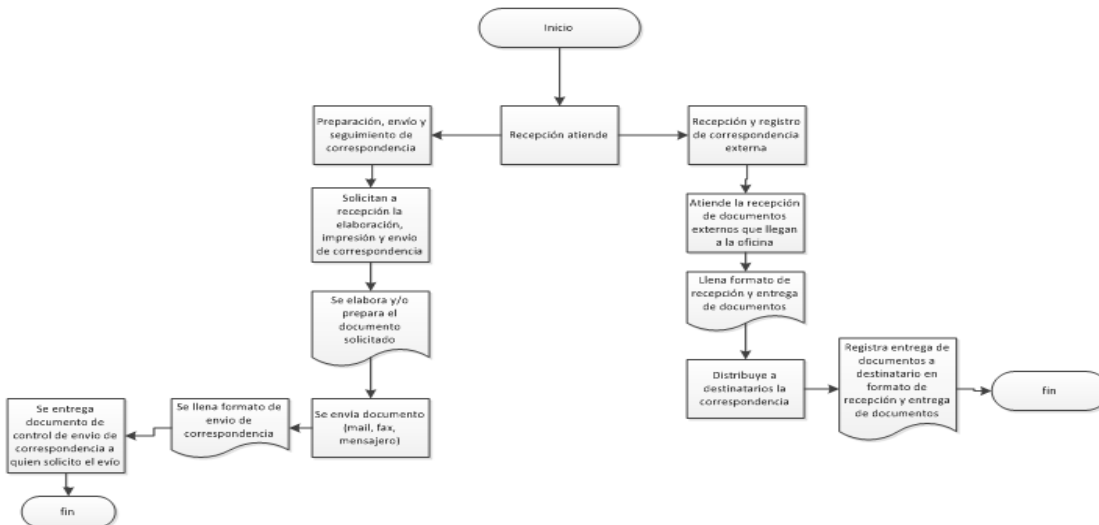 Inicio
Recepción atiende
Preparación, envío y
seguimiento de
correspondencia
Solicitan a
recepción la
elaboración,
impresión y envío
de correspondencia
Se elabora y/o
prepara el
documento
solicitado
Se envía documento
(mail, fax,
mensajero)
Se llena formato de
envio de
correspondencia
Se entrega
documento de
control de envio de
correspondencia a
quien solicito el evío
fin
Recepción y registro
de correspondencia
externa
Atiende la recepción
de documentos
externos que llegan
a la oficina
Llena formato de
recepción y entrega
de documentos
Distribuye a
destinatarios la
correspondencia
Registra entrega de
documentos a
destinatario en
formato de
recepción y entrega
de documentos
fin